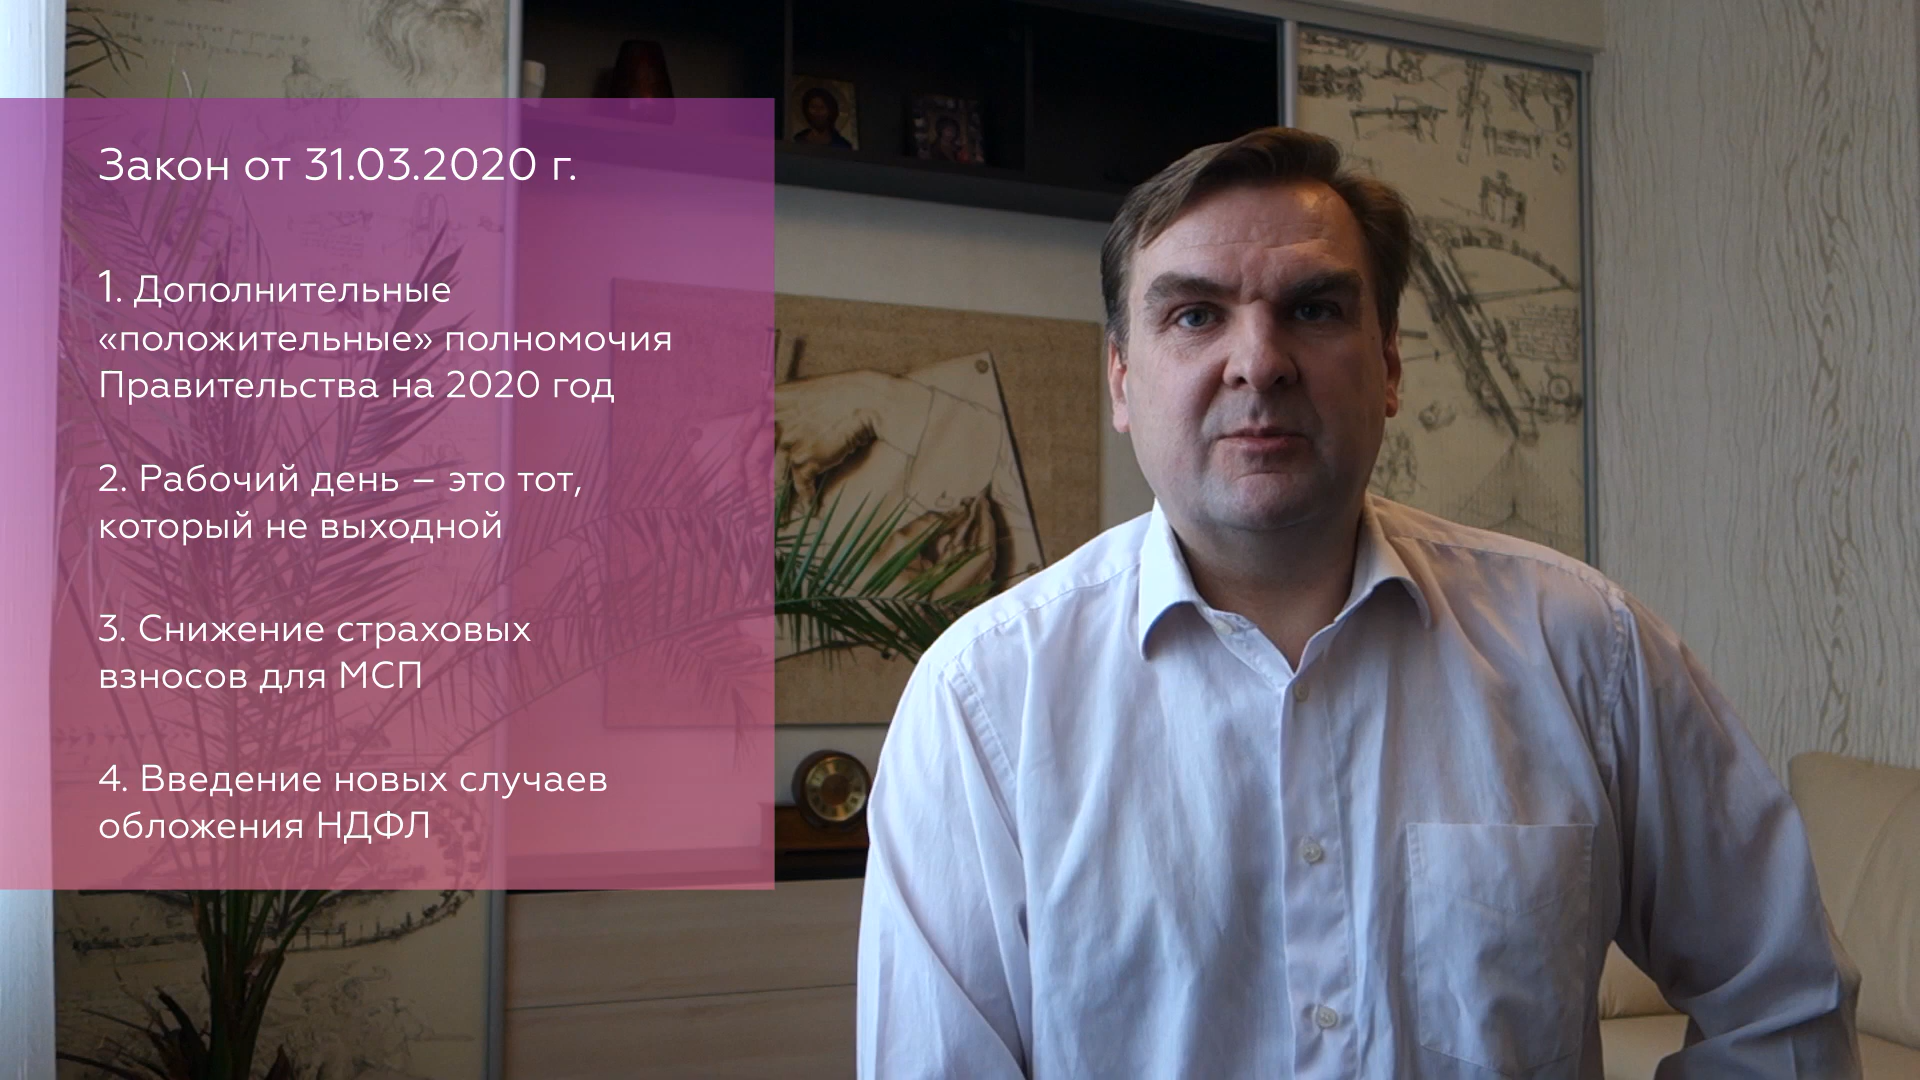 Закон от 31.03.2020 г.
1. Дополнительные
«положительные» полномочия
Правительства на 2020 год
2. Рабочий день – это тот,
который не выходной
3. Снижение страховых
взносов для МСП
4. Введение новых случаев
обложения НДФЛ